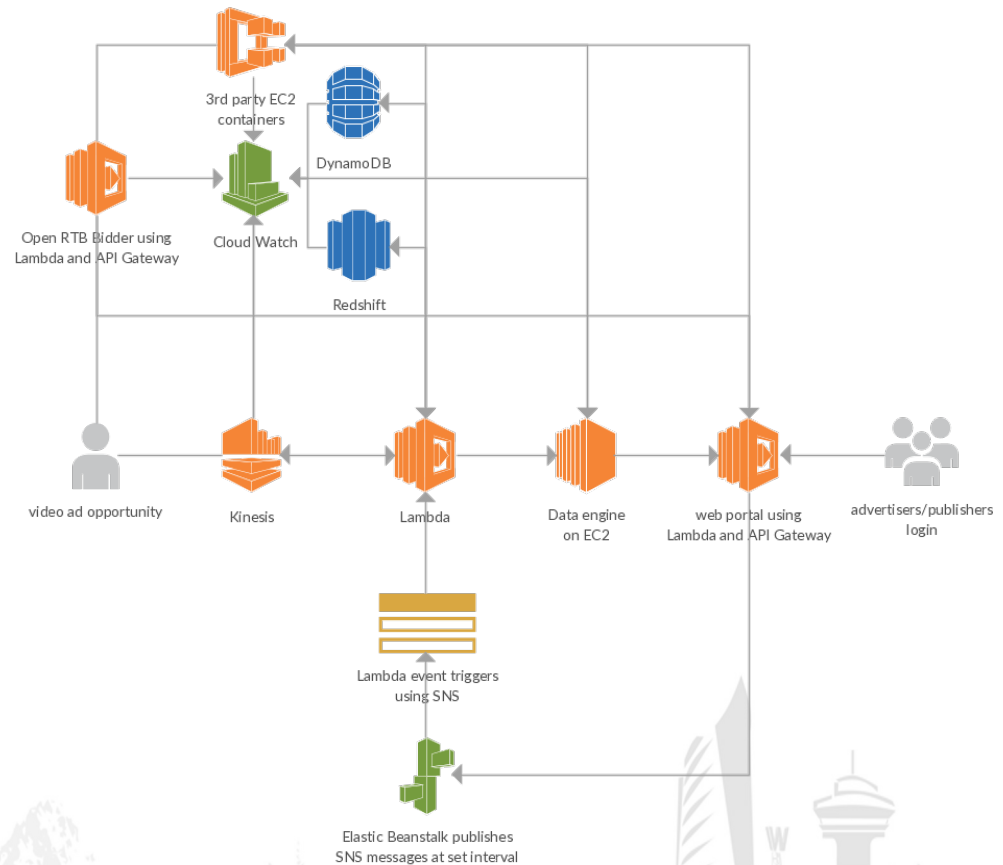 3rd party EC2
containers
DynamoDB
Open RTB Bidder using
Lambda and API Gateway
Cloud Watch
Redshift
video ad opportunity
Kinesis
Lambda
Data engine
on EC2
web portal using
Lambda and API Gateway
advertisers/publishers
login
Lambda event triggers
using SNS
Elastic Beanstalk publishes
SNS messages at set interval
W